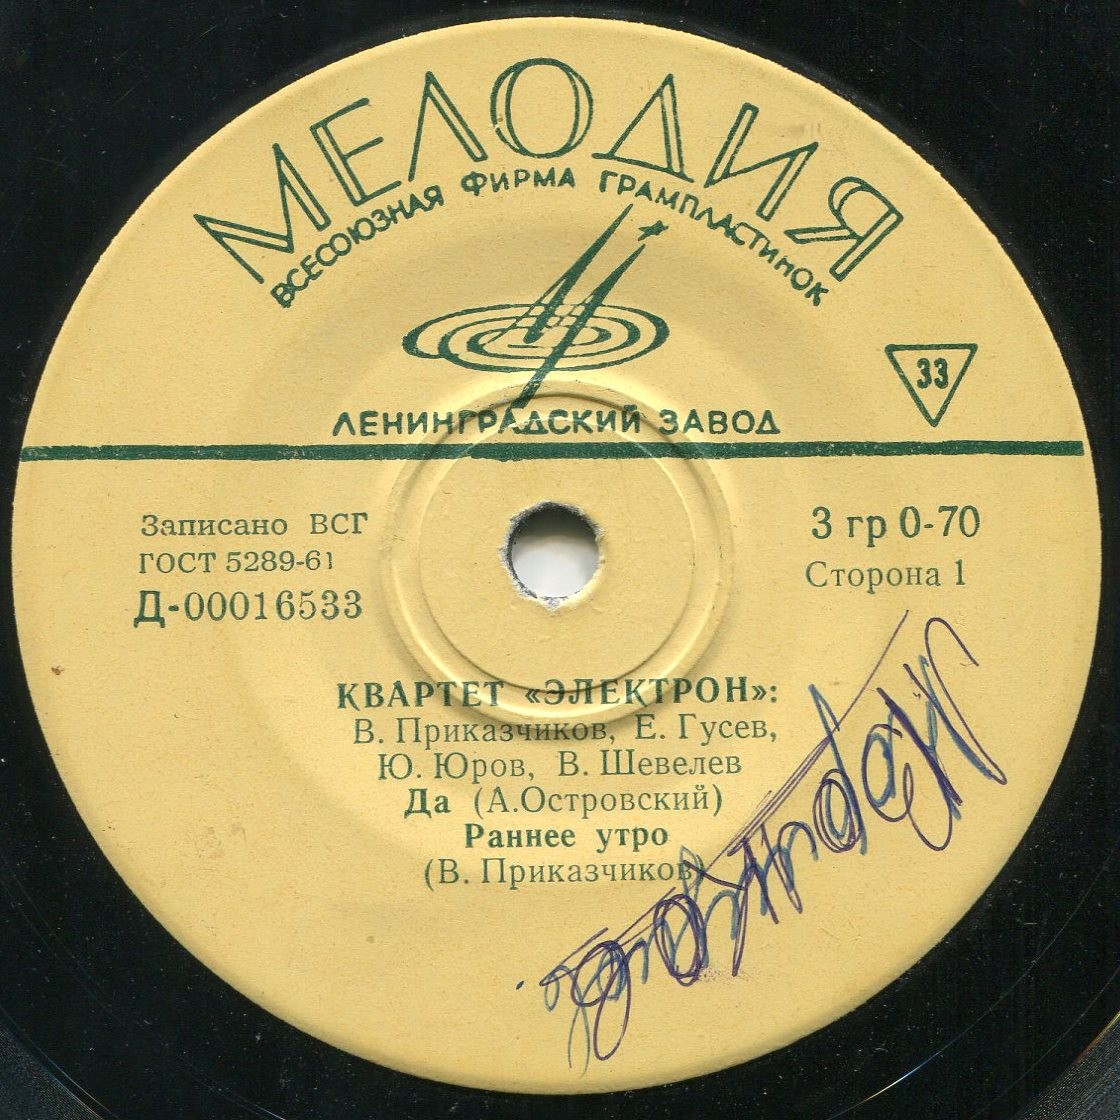 МЕЛОДИЯ
ВСЕСОЮЗНАЯ ФИРМА ГРАМПЛАСТИНОК
33
ЛЕНИНГРАДСКИЙ ЗАВОД
Записано ВСГ
ГОСТ 5289-61
Д-00016533
3 гр 0-70
Сторона 1
КВАРТЕТ «ЭЛЕКТРОН»:
В. Приказчиков, Е. Гусев,
Ю. Юров, В. Шевелев
Да (А.Островский)
Раннее утро
(В. Приказчиков)